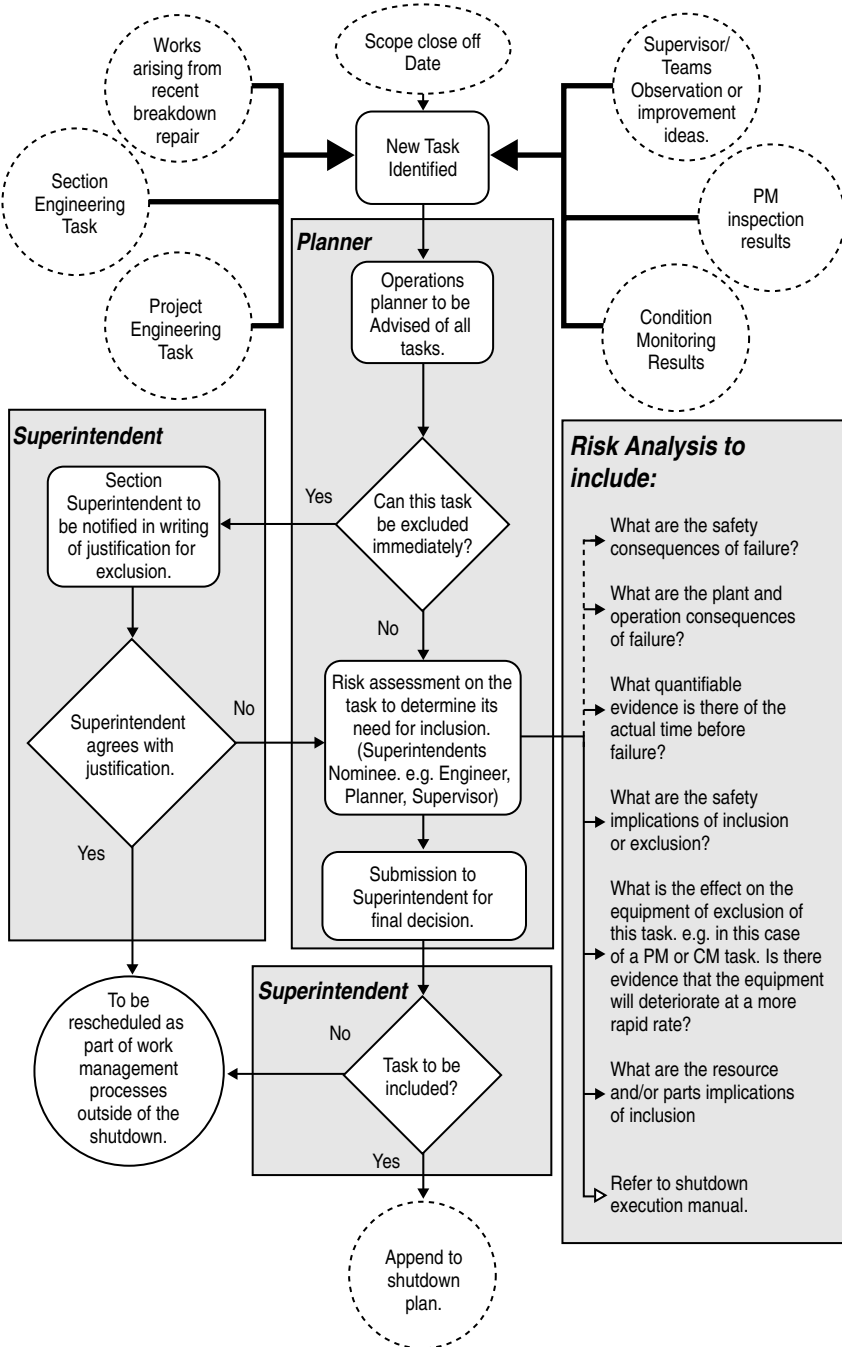 Scope close off
Date
Works
arising from
recent
breakdown
repair
Supervisor/
Teams
Observation or
improvement
ideas.
New Task
Identified
Section
Engineering
Task
PM
inspection
results
Project
Engineering
Task
Condition
Monitoring
Results
Planner
Operations
planner to be
Advised of all
tasks.
Superintendent
Section
Superintendent to
be notified in writing
of justification for
exclusion.
Yes
Can this task
be excluded
immediately?
No
Superintendent
agrees with
justification.
No
Yes
Risk assessment on the
task to determine its
need for inclusion.
(Superintendents
Nominee. e.g. Engineer,
Planner, Supervisor)
Submission to
Superintendent for
final decision.
Superintendent
No
Task to be
included?
Yes
To be
rescheduled as
part of work
management
processes
outside of the
shutdown.
Append to
shutdown
plan.
Risk Analysis to
include:
What are the safety
consequences of failure?
What are the plant and
operation consequences
of failure?
What quantifiable
evidence is there of the
actual time before
failure?
What are the safety
implications of inclusion
or exclusion?
What is the effect on the
equipment of exclusion of
this task. e.g. in this case
of a PM or CM task. Is there
evidence that the equipment
will deteriorate at a more
rapid rate?
What are the resource
and/or parts implications
of inclusion
Refer to shutdown
execution manual.